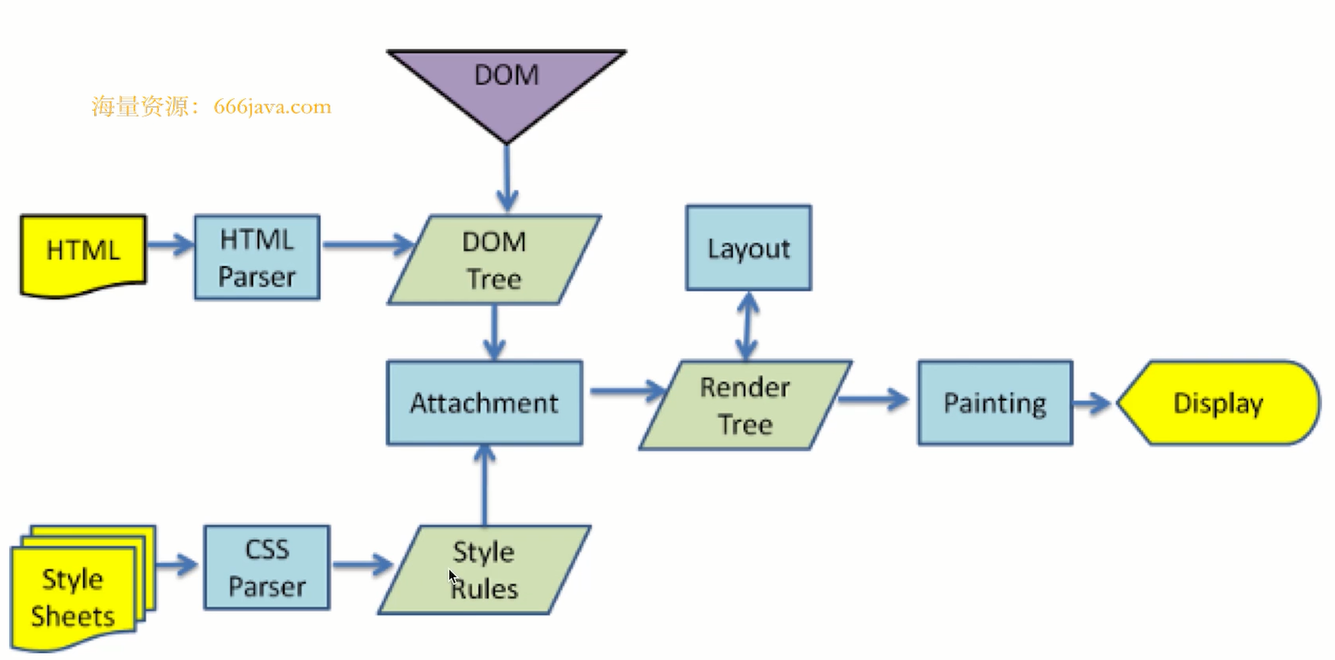 DOM
海量资源：666java.com
HTML
HTML
Parser
DOM
Tree
Layout
Attachment
Render
Tree
Painting
Display
Style
Sheets
CSS
Parser
Style
Rules